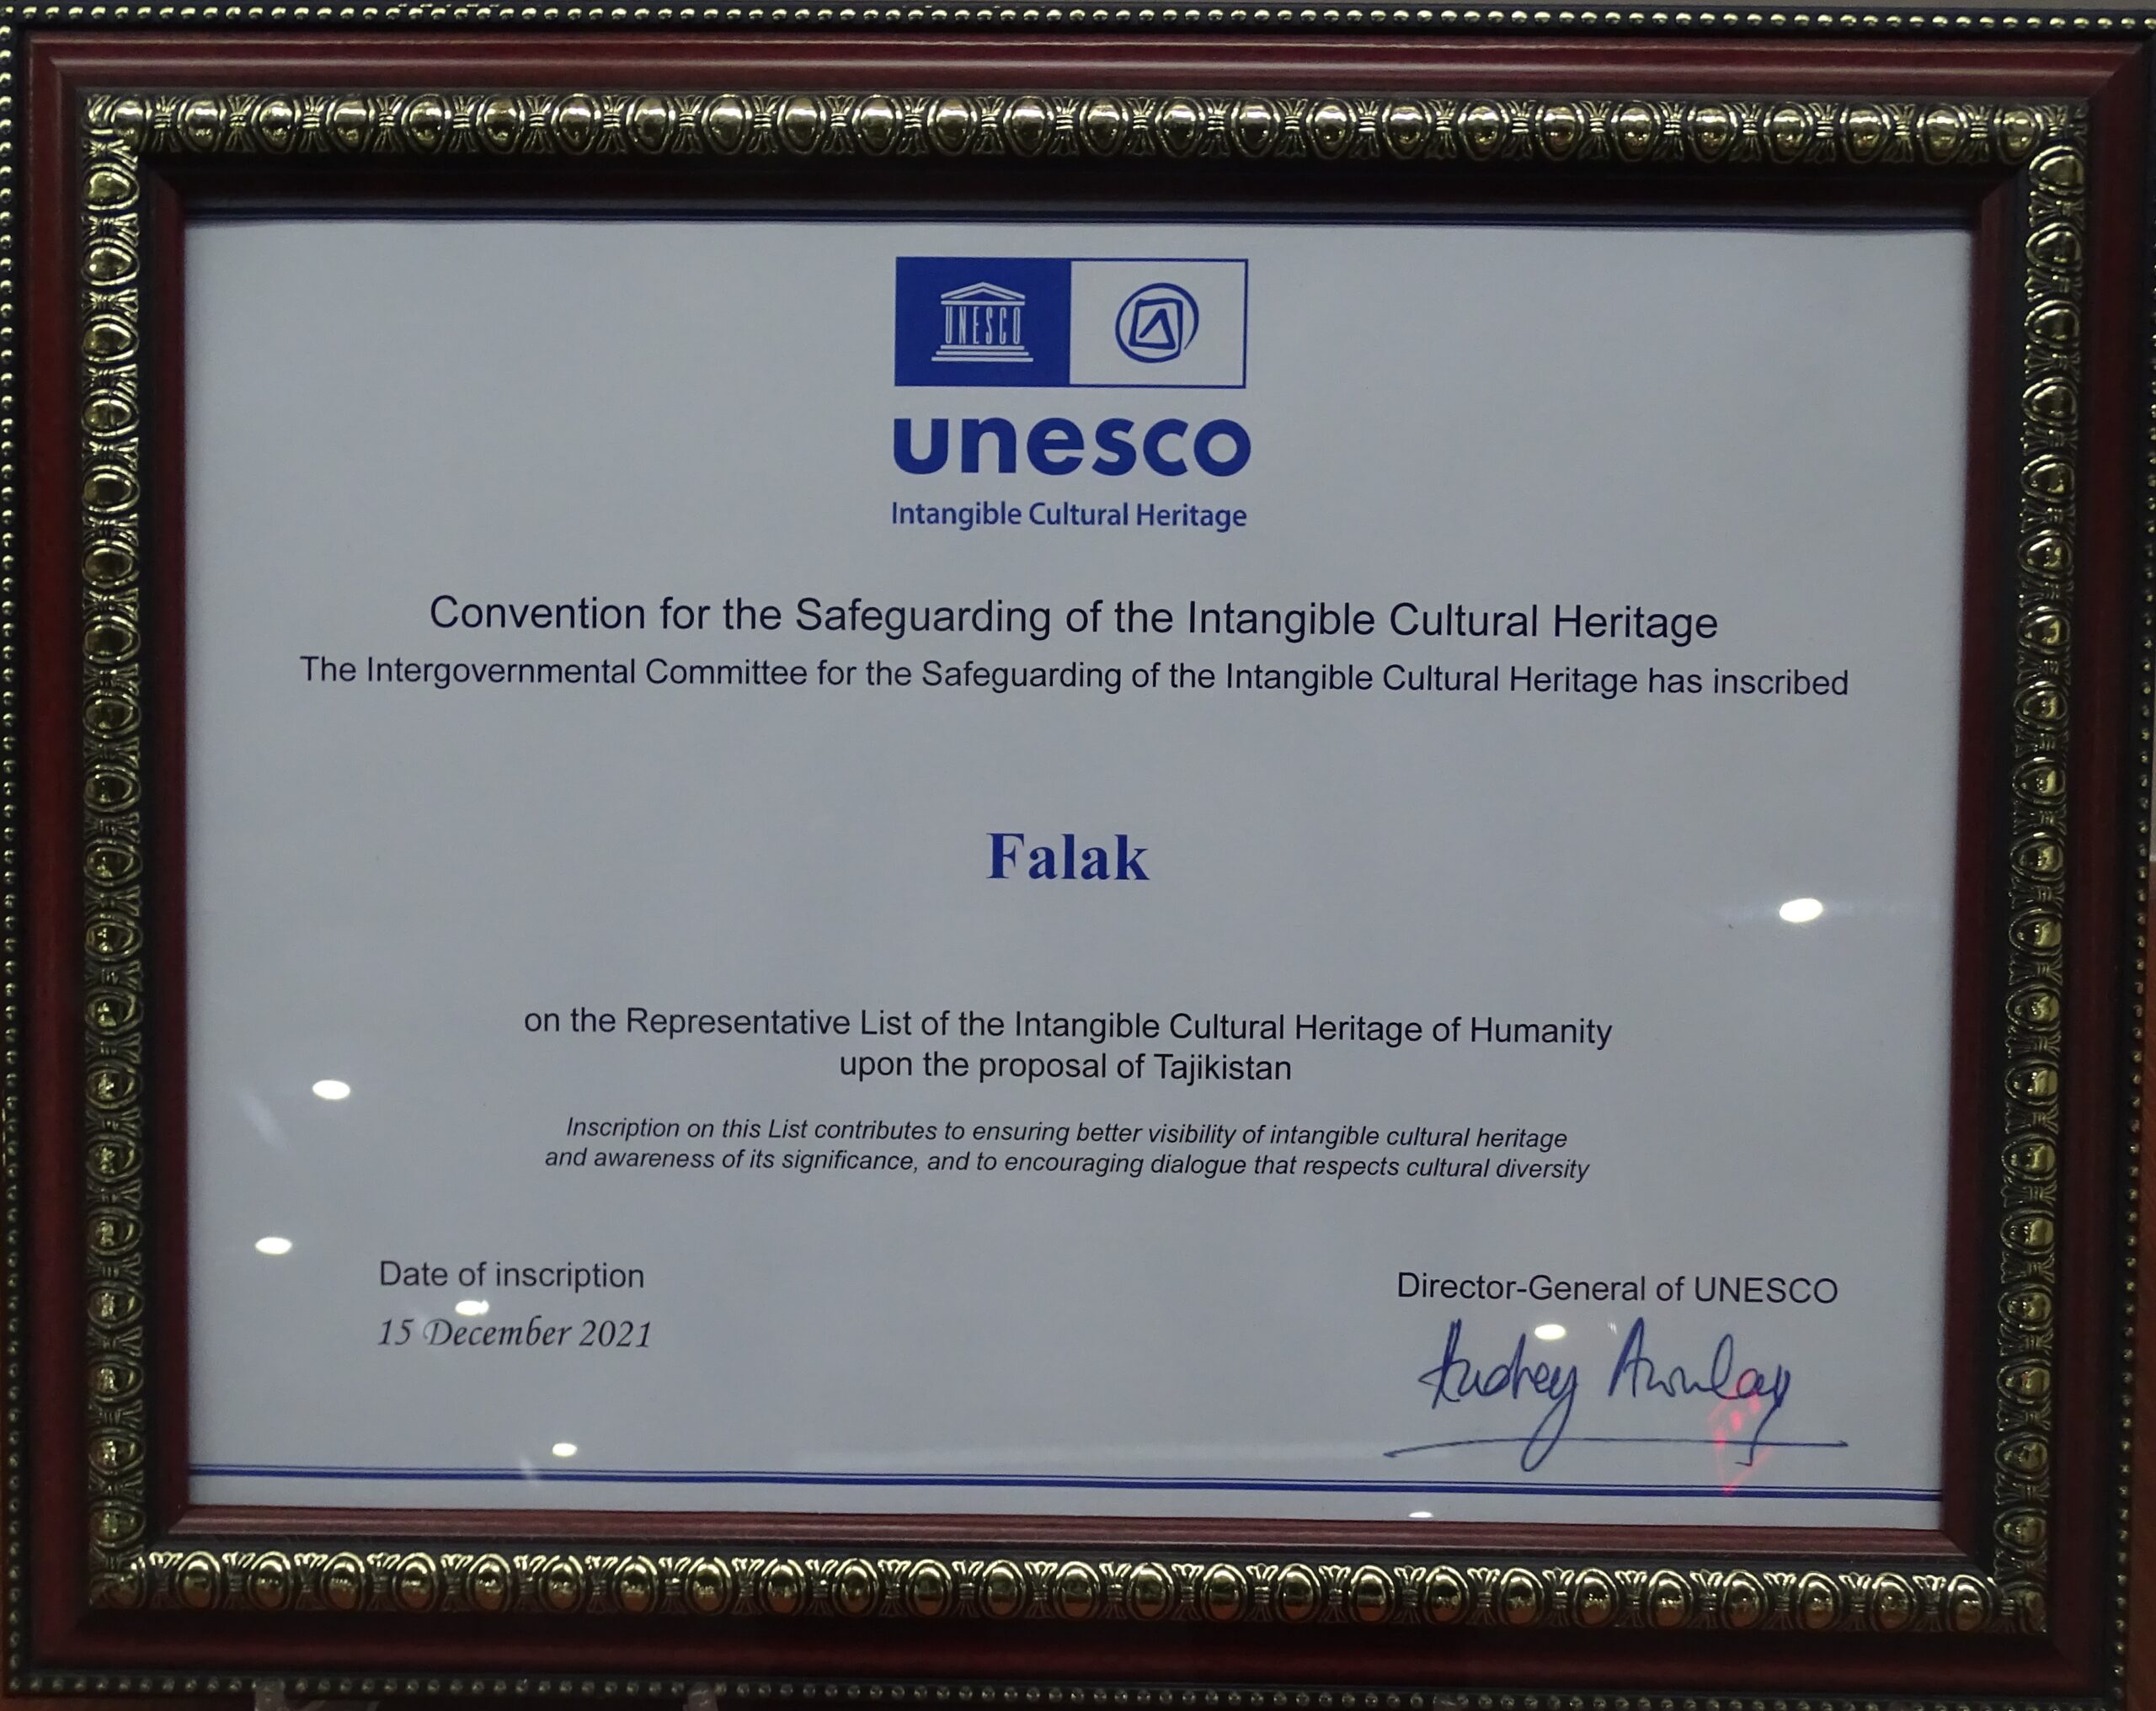 UNESCO
unesco
Intangible Cultural Heritage
Convention for the Safeguarding of the Intangible Cultural Heritage
The Intergovernmental Committee for the Safeguarding of the Intangible Cultural Heritage has inscribed
Falak
on the Representative List of the Intangible Cultural Heritage of Humanity
upon the proposal of Tajikistan
Inscription on this List contributes to ensuring better visibility of intangible cultural heritage
and awareness of its significance, and to encouraging dialogue that respects cultural diversity
Date of inscription
15 December 2021
Director-General of UNESCO
Audrey Azoulay